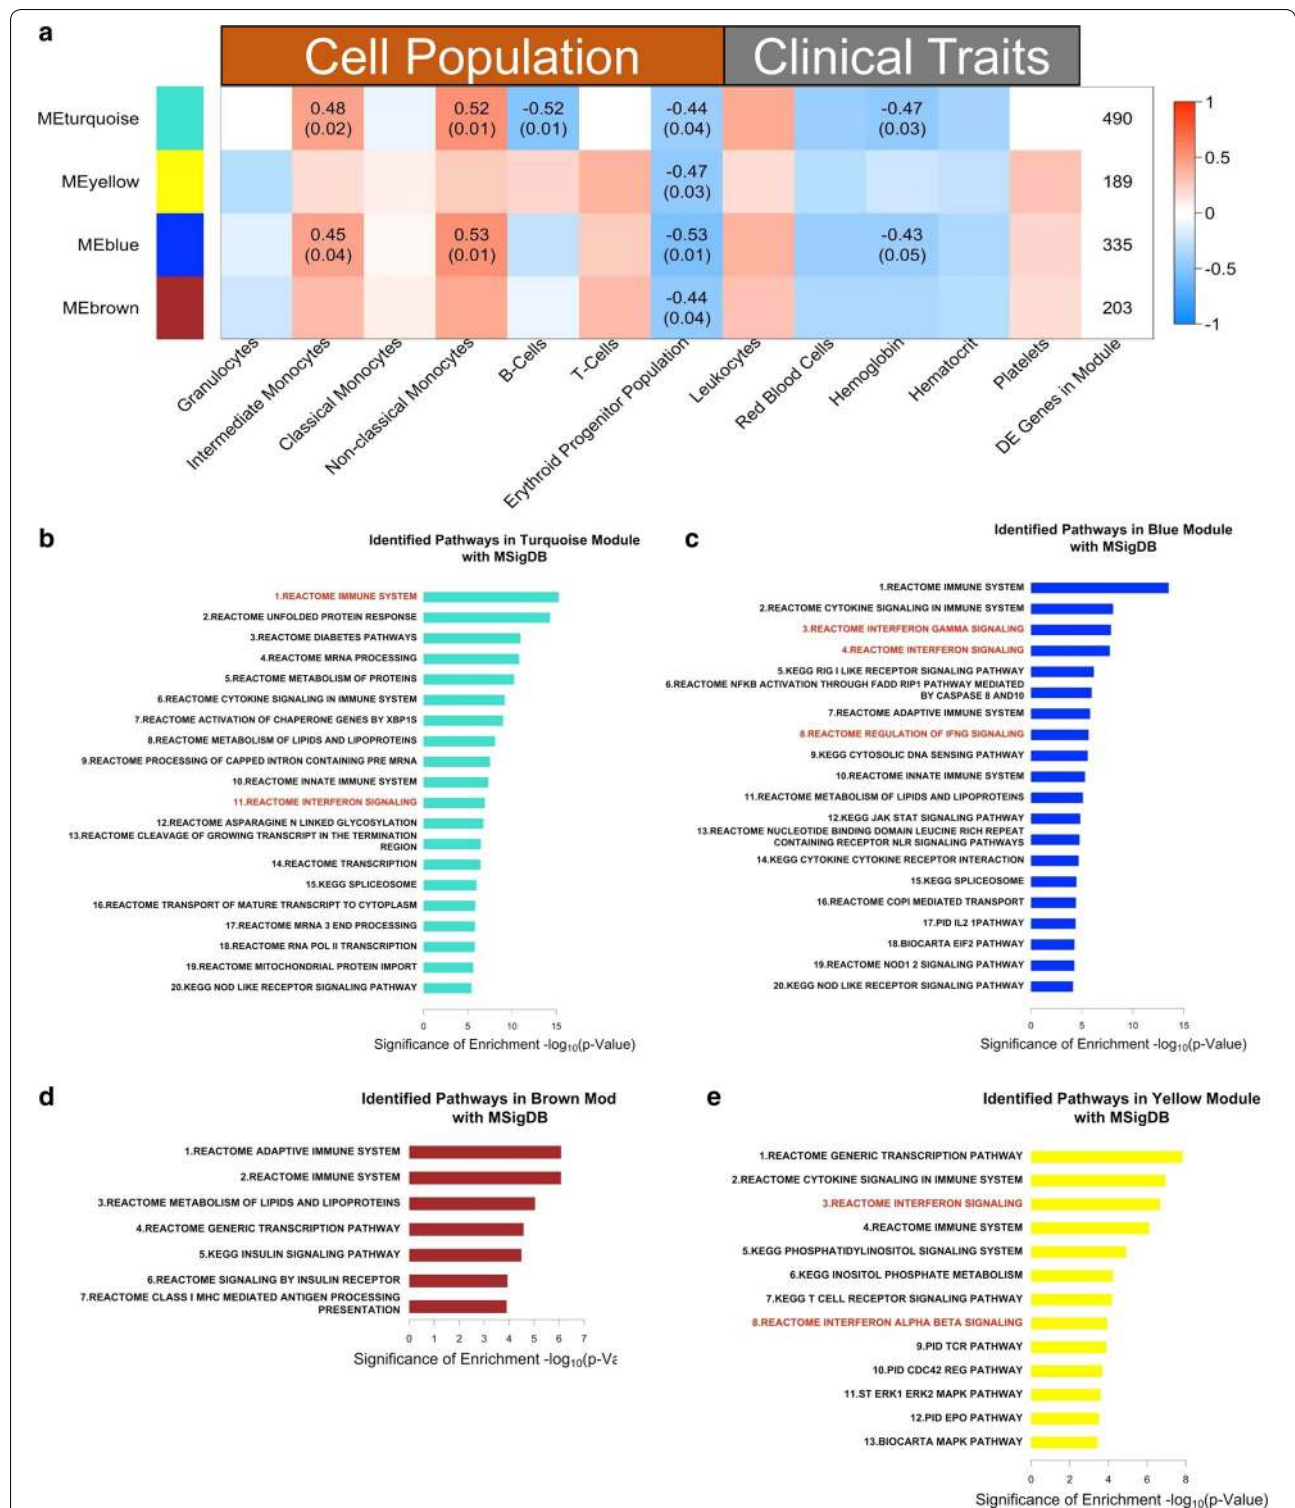 a
Cell Population
Clinical Traits
MEturquoise
0.48
(0.02)
0.52
(0.01)
-0.52
(0.01)
-0.44
(0.04)
-0.47
(0.03)
490
MEyellow
-0.47
(0.03)
189
MEblue
0.45
(0.04)
0.53
(0.01)
-0.53
(0.01)
-0.43
(0.05)
335
MEbrown
-0.44
(0.04)
203
1
0.5
0
-0.5
-1
Granulocytes
Intermediate Monocytes
Classical Monocytes
Non-classical Monocytes
B-Cells
T-Cells
Erythroid Progenitor Population
Leukocytes
Red Blood Cells
Hemoglobin
Hematocrit
Platelets
DE Genes in Module
b
Identified Pathways in Turquoise Module
with MSigDB
1.REACTOME IMMUNE SYSTEM
2.REACTOME UNFOLDED PROTEIN RESPONSE
3.REACTOME DIABETES PATHWAYS
4.REACTOME MRNA PROCESSING
5.REACTOME METABOLISM OF PROTEINS
6.REACTOME CYTOKINE SIGNALING IN IMMUNE SYSTEM
7.REACTOME ACTIVATION OF CHAPERONE GENES BY XBP1S
8.REACTOME METABOLISM OF LIPIDS AND LIPOPROTEINS
9.REACTOME PROCESSING OF CAPPED INTRON CONTAINING PRE MRNA
10.REACTOME INNATE IMMUNE SYSTEM
11.REACTOME INTERFERON SIGNALING
12.REACTOME ASPARAGINE N LINKED GLYCOSYLATION
13.REACTOME CLEAVAGE OF GROWING TRANSCRIPT IN THE TERMINATION
REGION
14.REACTOME TRANSCRIPTION
15.KEGG SPLICEOSOME
16.REACTOME TRANSPORT OF MATURE TRANSCRIPT TO CYTOPLASM
17.REACTOME MRNA 3 END PROCESSING
18.REACTOME RNA POL II TRANSCRIPTION
19.REACTOME MITOCHONDRIAL PROTEIN IMPORT
20.KEGG NOD LIKE RECEPTOR SIGNALING PATHWAY
0 5 10 15
Significance of Enrichment -log10(p-Value)
c
Identified Pathways in Blue Module
with MSigDB
1.REACTOME IMMUNE SYSTEM
2.REACTOME CYTOKINE SIGNALING IN IMMUNE SYSTEM
3.REACTOME INTERFERON GAMMA SIGNALING
4.REACTOME INTERFERON SIGNALING
5.KEGG RIG I LIKE RECEPTOR SIGNALING PATHWAY
6.REACTOME NFKB ACTIVATION THROUGH FADD RIP1 PATHWAY MEDIATED
BY CASPASE 8 AND10
7.REACTOME ADAPTIVE IMMUNE SYSTEM
8.REACTOME REGULATION OF IFNG SIGNALING
9.KEGG CYTOSOLIC DNA SENSING PATHWAY
10.REACTOME INNATE IMMUNE SYSTEM
11.REACTOME METABOLISM OF LIPIDS AND LIPOPROTEINS
12.KEGG JAK STAT SIGNALING PATHWAY
13.REACTOME NUCLEOTIDE BINDING DOMAIN LEUCINE RICH REPEAT
CONTAINING RECEPTOR NLR SIGNALING PATHWAYS
14.KEGG CYTOKINE CYTOKINE RECEPTOR INTERACTION
15.KEGG SPLICEOSOME
16.REACTOME COPI MEDIATED TRANSPORT
17.PID IL2 1PATHWAY
18.BIOCARTA EIF2 PATHWAY
19.REACTOME NOD1 2 SIGNALING PATHWAY
20.KEGG NOD LIKE RECEPTOR SIGNALING PATHWAY
0 5 10 15
Significance of Enrichment -log10(p-Value)
d
Identified Pathways in Brown Mod
with MSigDB
1.REACTOME ADAPTIVE IMMUNE SYSTEM
2.REACTOME IMMUNE SYSTEM
3.REACTOME METABOLISM OF LIPIDS AND LIPOPROTEINS
4.REACTOME GENERIC TRANSCRIPTION PATHWAY
5.KEGG INSULIN SIGNALING PATHWAY
6.REACTOME SIGNALING BY INSULIN RECEPTOR
7.REACTOME CLASS I MHC MEDIATED ANTIGEN PROCESSING
PRESENTATION
0 1 2 3 4 5 6 7
Significance of Enrichment -log10(p-Va
e
Identified Pathways in Yellow Module
with MSigDB
1.REACTOME GENERIC TRANSCRIPTION PATHWAY
2.REACTOME CYTOKINE SIGNALING IN IMMUNE SYSTEM
3.REACTOME INTERFERON SIGNALING
4.REACTOME IMMUNE SYSTEM
5.KEGG PHOSPHATIDYLINOSITOL SIGNALING SYSTEM
6.KEGG INOSITOL PHOSPHATE METABOLISM
7.KEGG T CELL RECEPTOR SIGNALING PATHWAY
8.REACTOME INTERFERON ALPHA BETA SIGNALING
9.PID TCR PATHWAY
10.PID CDC42 REG PATHWAY
11.ST ERK1 ERK2 MAPK PATHWAY
12.PID EPO PATHWAY
13.BIOCARTA MAPK PATHWAY
0 2 4 6 8
Significance of Enrichment -log10(p-Value)